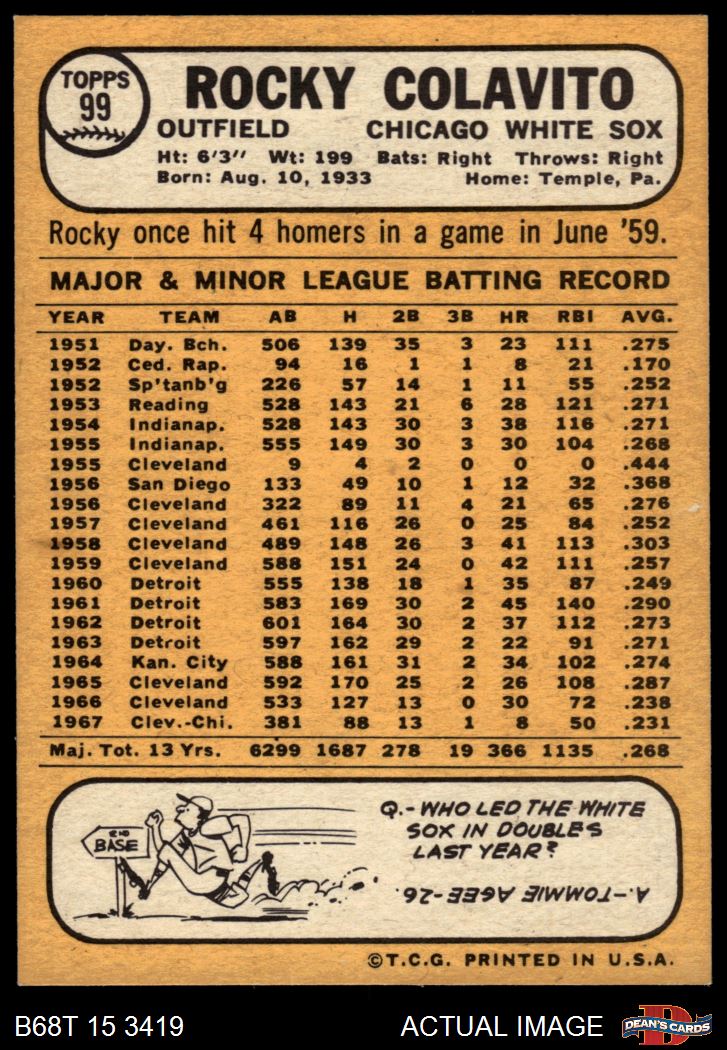 TOPPS
99
ROCKY COLAVITO
OUTFIELD CHICAGO WHITE SOX
Ht: 6'3" Wt: 199 Bats: Right Throws: Right
Born: Aug. 10, 1933 Home: Temple, Pa.
Rocky once hit 4 homers in a game in June '59.
MAJOR & MINOR LEAGUE BATTING RECORD
YEAR TEAM AB H 2B 3B HR RBI AVG.
1951 Day. Bch. 506 139 35 3 23 111 .275
1952 Ced. Rap. 94 16 1 1 8 21 .170
1952 Sp'tanb'g 226 57 14 1 11 55 .252
1953 Reading 528 143 21 6 28 121 .271
1954 Indianap. 528 143 30 3 38 116 .271
1955 Indianap. 555 149 30 3 30 104 .268
1955 Cleveland 9 4 2 0 0 0 .444
1956 San Diego 133 49 10 1 12 32 .368
1956 Cleveland 322 89 11 4 21 65 .276
1957 Cleveland 461 116 26 0 25 84 .252
1958 Cleveland 489 148 26 3 41 113 .303
1959 Cleveland 588 151 24 0 42 111 .257
1960 Detroit 555 138 18 1 35 87 .249
1961 Detroit 583 169 30 2 45 140 .290
1962 Detroit 601 164 30 2 37 112 .273
1963 Detroit 597 162 29 2 22 91 .271
1964 Kan. City 588 161 31 2 34 102 .274
1965 Cleveland 592 170 25 2 26 108 .287
1966 Cleveland 533 127 13 0 30 72 .238
1967 Clev.-Chi. 381 88 13 1 8 50 .231
Maj. Tot. 13 Yrs. 6299 1687 278 19 366 1135 .268
2ND
BASE
Q.-WHO LED THE WHITE
SOX IN DOUBLES
LAST YEAR?
A.-TOMMIE AGEE-26.
©T.C.G. PRINTED IN U.S.A.
B68T 15 3419 ACTUAL IMAGE
D
DEAN'S CARDS